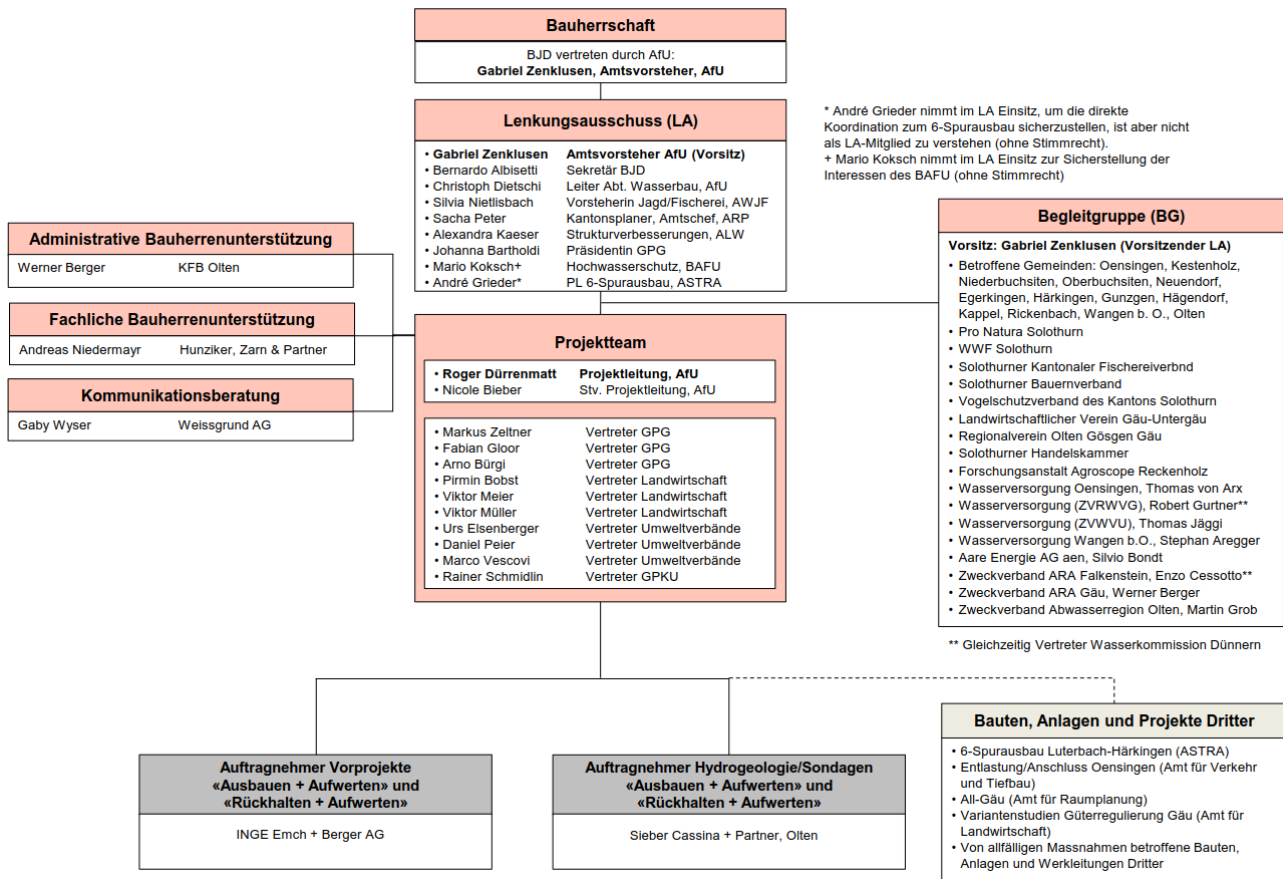 Bauherrschaft
BJD vertreten durch AfU:
Gabriel Zenklusen, Amtsvorsteher, AfU
Lenkungsausschuss (LA)
• Gabriel Zenklusen Amtsvorsteher AfU (Vorsitz)
• Bernardo Albisetti Sekretär BJD
• Christoph Dietschi Leiter Abt. Wasserbau, AfU
• Silvia Nietlisbach Vorsteherin Jagd/Fischerei, AWJF
• Sacha Peter Kantonsplaner, Amtschef, ARP
• Alexandra Kaeser Strukturverbesserungen, ALW
• Johanna Bartholdi Präsidentin GPG
• Mario Koksch+ Hochwasserschutz, BAFU
• André Grieder* PL 6-Spurausbau, ASTRA
* André Grieder nimmt im LA Einsitz, um die direkte
Koordination zum 6-Spurausbau sicherzustellen, ist aber nicht
als LA-Mitglied zu verstehen (ohne Stimmrecht).
+ Mario Koksch nimmt im LA Einsitz zur Sicherstellung der
Interessen des BAFU (ohne Stimmrecht)
Administrative Bauherrenunterstützung
Werner Berger KFB Olten
Fachliche Bauherrenunterstützung
Andreas Niedermayr Hunziker, Zarn & Partner
Kommunikationsberatung
Gaby Wyser Weissgrund AG
Projektteam
• Roger Dürrenmatt Projektleitung, AfU
• Nicole Bieber Stv. Projektleitung, AfU
• Markus Zeltner Vertreter GPG
• Fabian Gloor Vertreter GPG
• Arno Bürgi Vertreter GPG
• Pirmin Bobst Vertreter Landwirtschaft
• Viktor Meier Vertreter Landwirtschaft
• Viktor Müller Vertreter Landwirtschaft
• Urs Elsenberger Vertreter Umweltverbände
• Daniel Peier Vertreter Umweltverbände
• Marco Vescovi Vertreter Umweltverbände
• Rainer Schmidlin Vertreter GPKU
Begleitgruppe (BG)
Vorsitz: Gabriel Zenklusen (Vorsitzender LA)
• Betroffene Gemeinden: Oensingen, Kestenholz,
Niederbuchsiten, Oberbuchsiten, Neuendorf,
Egerkingen, Härkingen, Gunzgen, Hägendorf,
Kappel, Rickenbach, Wangen b. O., Olten
• Pro Natura Solothurn
• WWF Solothurn
• Solothurner Kantonaler Fischereiverbnd
• Solothurner Bauernverband
• Vogelschutzverband des Kantons Solothurn
• Landwirtschaftlicher Verein Gäu-Untergäu
• Regionalverein Olten Gösgen Gäu
• Solothurner Handelskammer
• Forschungsanstalt Agroscope Reckenholz
• Wasserversorgung Oensingen, Thomas von Arx
• Wasserversorgung (ZVRWVG), Robert Gurtner**
• Wasserversorgung (ZVWVU), Thomas Jäggi
• Wasserversorgung Wangen b.O., Stephan Aregger
• Aare Energie AG aen, Silvio Bondt
• Zweckverband ARA Falkenstein, Enzo Cessotto**
• Zweckverband ARA Gäu, Werner Berger
• Zweckverband Abwasserregion Olten, Martin Grob
** Gleichzeitig Vertreter Wasserkommission Dünnern
Auftragnehmer Vorprojekte
«Ausbauen + Aufwerten» und
«Rückhalten + Aufwerten»
INGE Emch + Berger AG
Auftragnehmer Hydrogeologie/Sondagen
«Ausbauen + Aufwerten» und
«Rückhalten + Aufwerten»
Sieber Cassina + Partner, Olten
Bauten, Anlagen und Projekte Dritter
• 6-Spurausbau Luterbach-Härkingen (ASTRA)
• Entlastung/Anschluss Oensingen (Amt für Verkehr
und Tiefbau)
• All-Gäu (Amt für Raumplanung)
• Variantenstudien Güterregulierung Gäu (Amt für
Landwirtschaft)
• Von allfälligen Massnahmen betroffene Bauten,
Anlagen und Werkleitungen Dritter